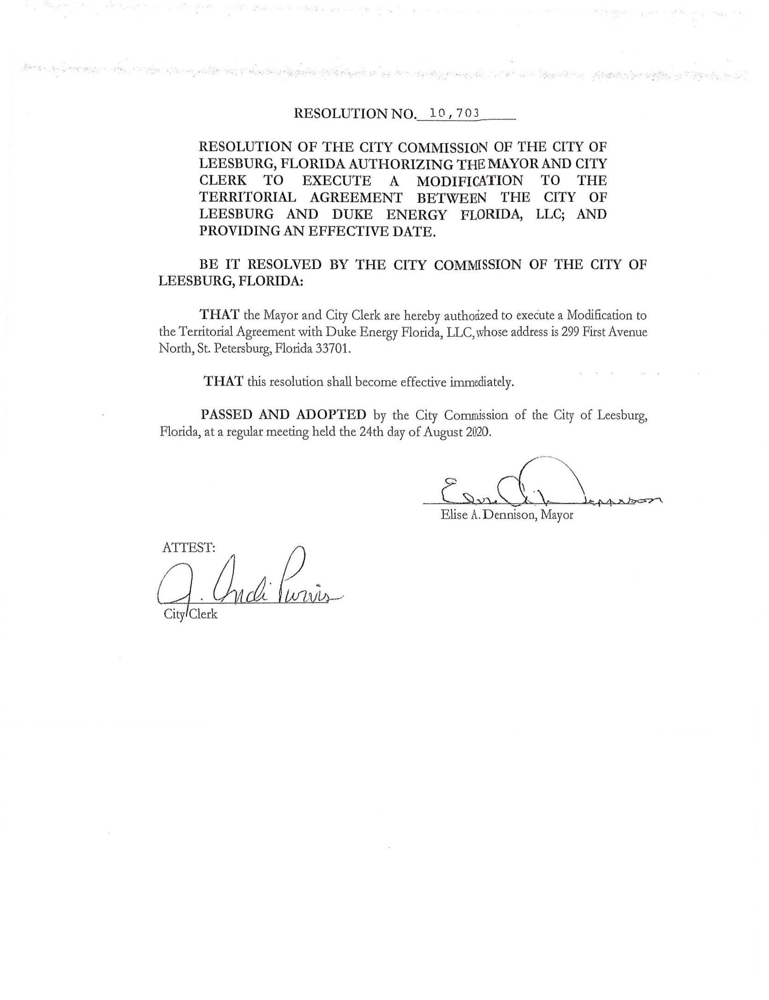 RESOLUTION NO. 10,703
RESOLUTION OF THE CITY COMMISSION OF THE CITY OF
LEESBURG, FLORIDA AUTHORIZING THE MAYOR AND CITY
CLERK TO EXECUTE A MODIFICATION TO THE
TERRITORIAL AGREEMENT BETWEEN THE CITY OF
LEESBURG AND DUKE ENERGY FLORIDA, LLC; AND
PROVIDING AN EFFECTIVE DATE.
BE IT RESOLVED BY THE CITY COMMISSION OF THE CITY OF
LEESBURG, FLORIDA:
THAT the Mayor and City Clerk are hereby authorized to execute a Modification to
the Territorial Agreement with Duke Energy Florida, LLC, whose address is 299 First Avenue
North, St. Petersburg, Florida 33701.
THAT this resolution shall become effective immediately.
PASSED AND ADOPTED by the City Commission of the City of Leesburg,
Florida, at a regular meeting held the 24th day of August 2020.
Elise A. Dennison, Mayor
ATTEST:
J. Andi Purvis
City Clerk